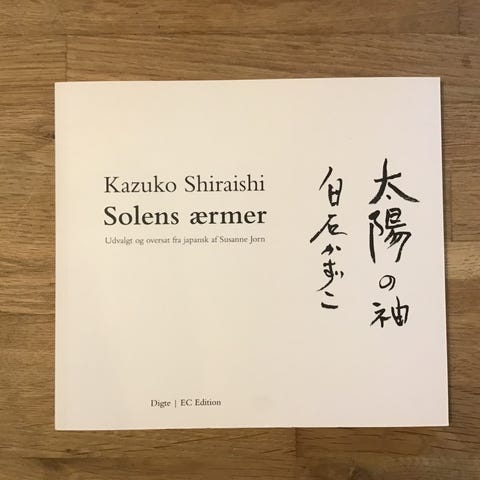 Kazuko Shiraishi
Solens ærmer
Udvalgt og oversat fra japansk af Susanne Jorn
Digte | EC Edition
太陽の袖
白石かずこ